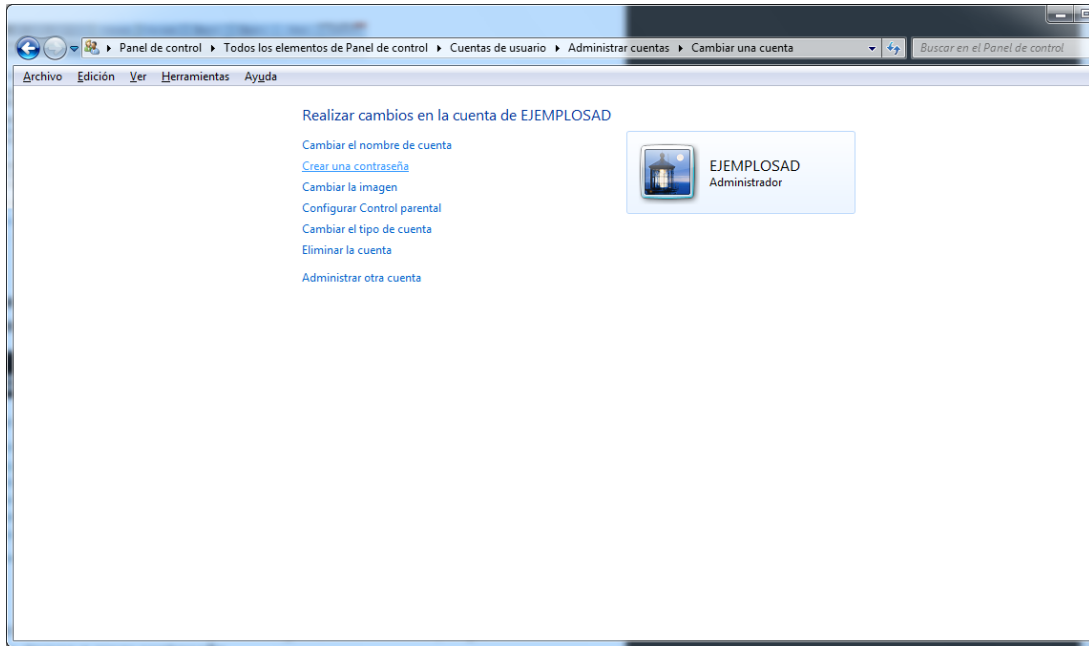 Panel de control ▸ Todos los elementos de Panel de control ▸ Cuentas de usuario ▸ Administrar cuentas ▸ Cambiar una cuenta
Buscar en el Panel de control
Archivo Edición Ver Herramientas Ayuda
Realizar cambios en la cuenta de EJEMPLOSAD
Cambiar el nombre de cuenta
Crear una contraseña
Cambiar la imagen
Configurar Control parental
Cambiar el tipo de cuenta
Eliminar la cuenta
Administrar otra cuenta
EJEMPLOSAD
Administrador